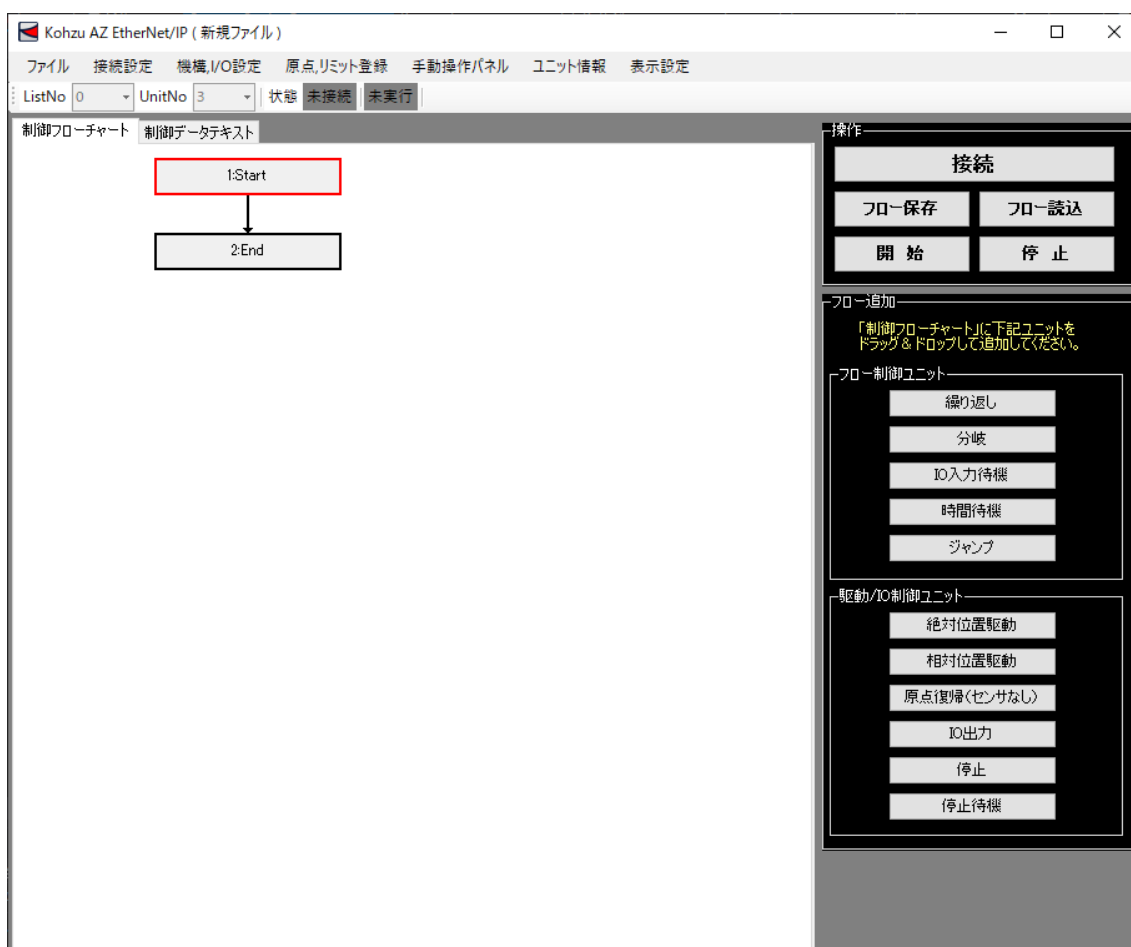 Kohzu AZ EtherNet/IP ( 新規ファイル )
ファイル 接続設定 機構,I/O設定 原点,リミット登録 手動操作パネル ユニット情報 表示設定
ListNo 0 UnitNo 3 状態 未接続 未実行
制御フローチャート 制御データテキスト
1:Start
2:End
操作
接続
フロー保存 フロー読込
開 始 停 止
フロー追加
「制御フローチャート」に下記ユニットを
ドラッグ&ドロップして追加してください。
フロー制御ユニット
繰り返し
分岐
IO入力待機
時間待機
ジャンプ
駆動/IO制御ユニット
絶対位置駆動
相対位置駆動
原点復帰(センサなし)
IO出力
停止
停止待機